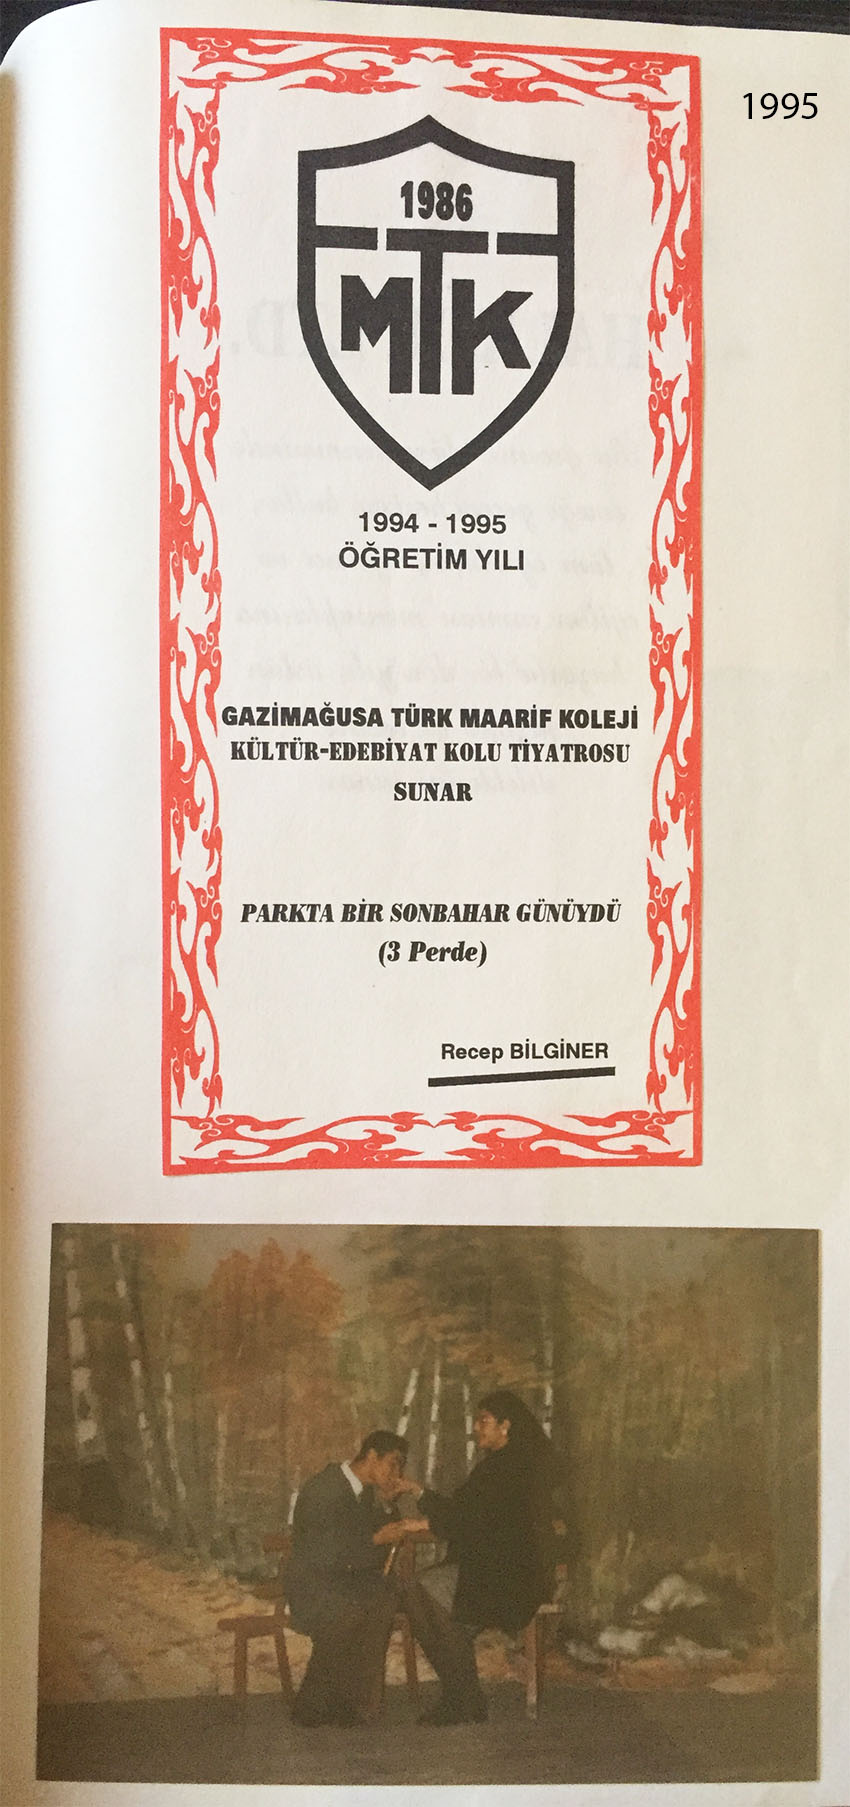 1995
1986
MTK
1994 - 1995
ÖĞRETİM YILI
GAZİMAĞUSA TÜRK MAARİF KOLEJİ
KÜLTÜR-EDEBİYAT KOLU TİYATROSU
SUNAR
PARKTA BİR SONBAHAR GÜNÜYDÜ
(3 Perde)
Recep BİLGİNER